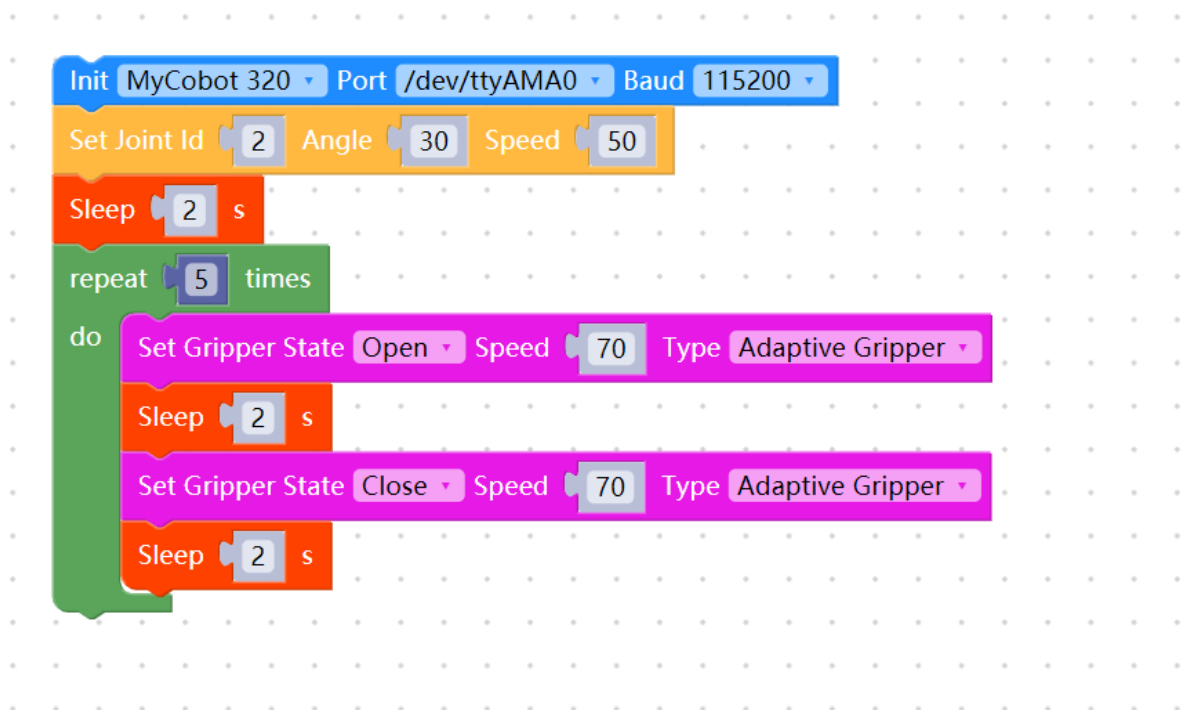 Init MyCobot 320 Port /dev/ttyAMA0 Baud 115200
Set Joint Id 2 Angle 30 Speed 50
Sleep 2 s
repeat 5 times
do
Set Gripper State Open Speed 70 Type Adaptive Gripper
Sleep 2 s
Set Gripper State Close Speed 70 Type Adaptive Gripper
Sleep 2 s